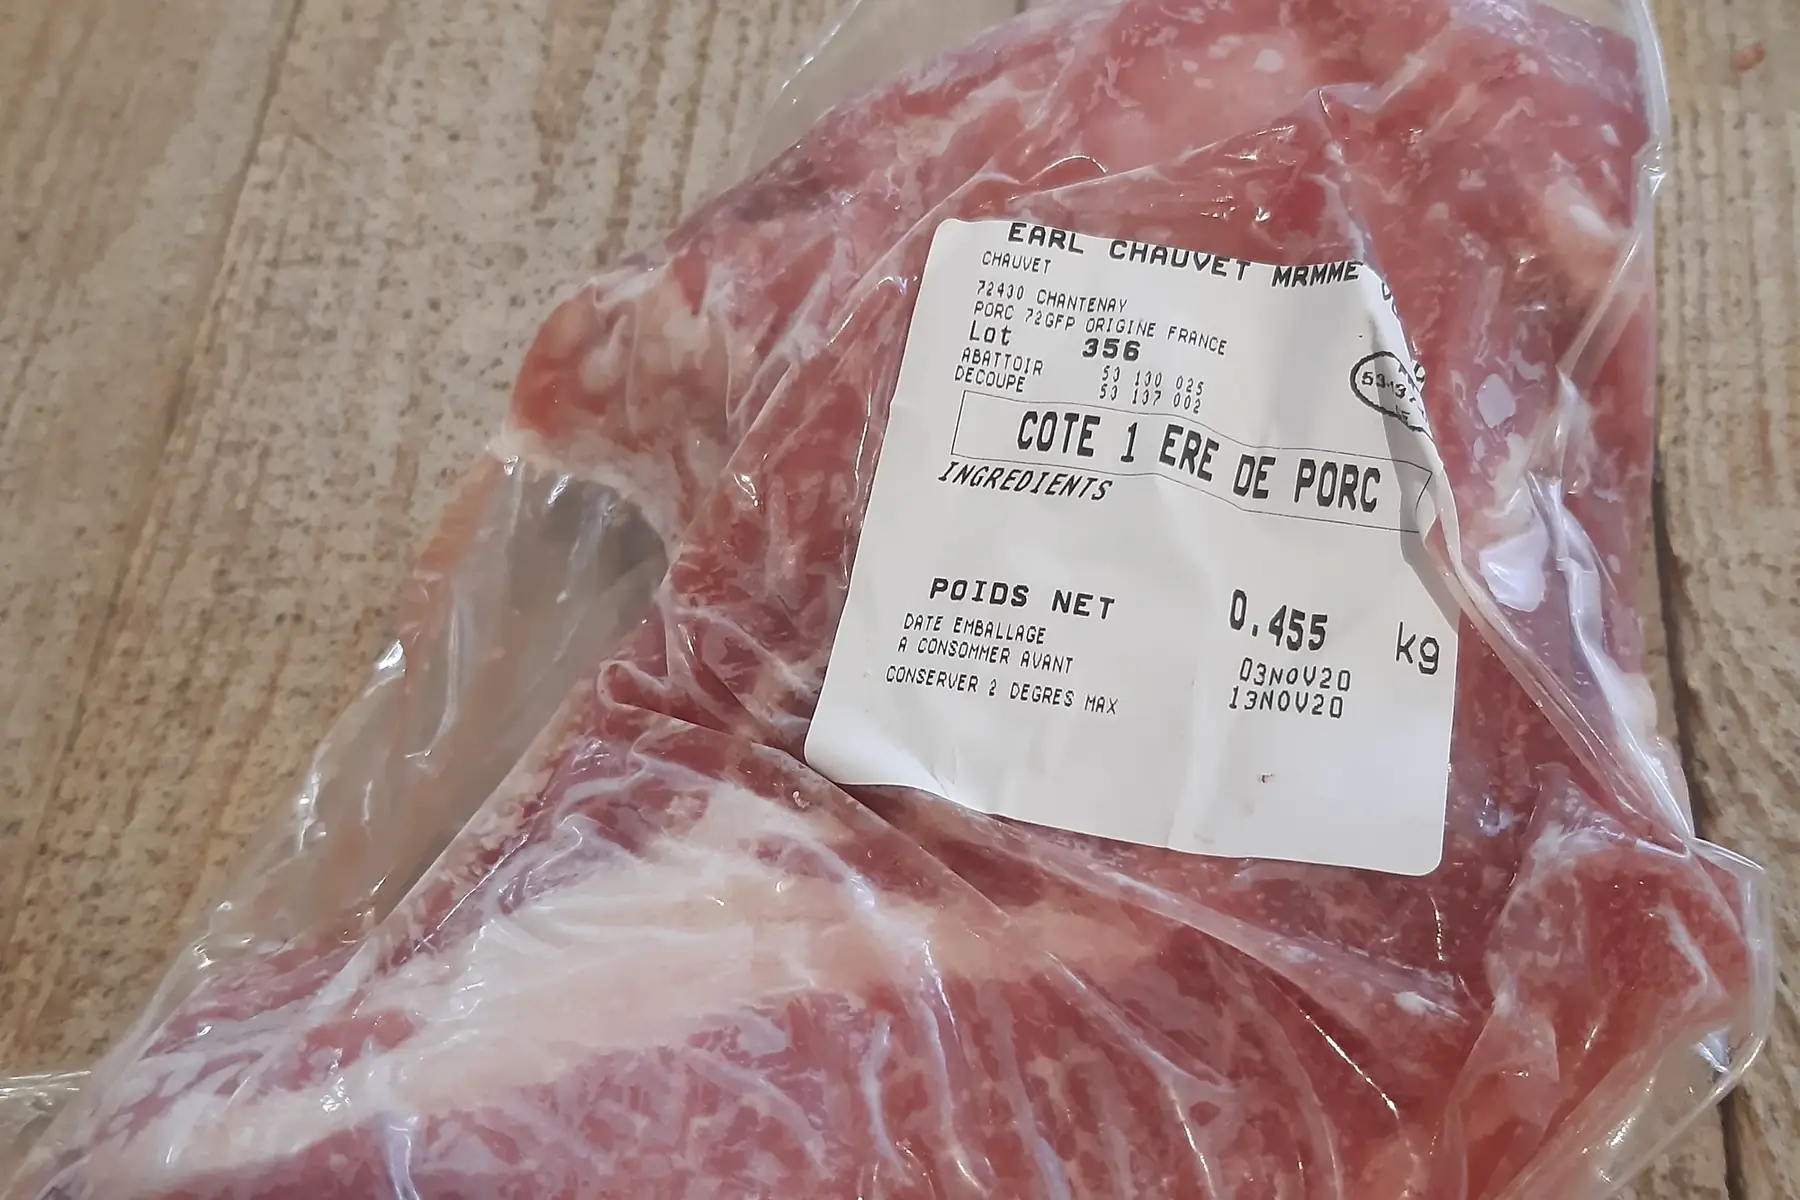 EARL CHAUVET MRMME
CHAUVET
72430 CHANTENAY
PORC 72GFP ORIGINE FRANCE
Lot 356
ABATTOIR 53 130 025
DECOUPE 53 137 002
COTE 1 ERE DE PORC
INGREDIENTS
POIDS NET 0.455 kg
DATE EMBALLAGE 03NOV20
A CONSOMMER AVANT 13NOV20
CONSERVER 2 DEGRES MAX